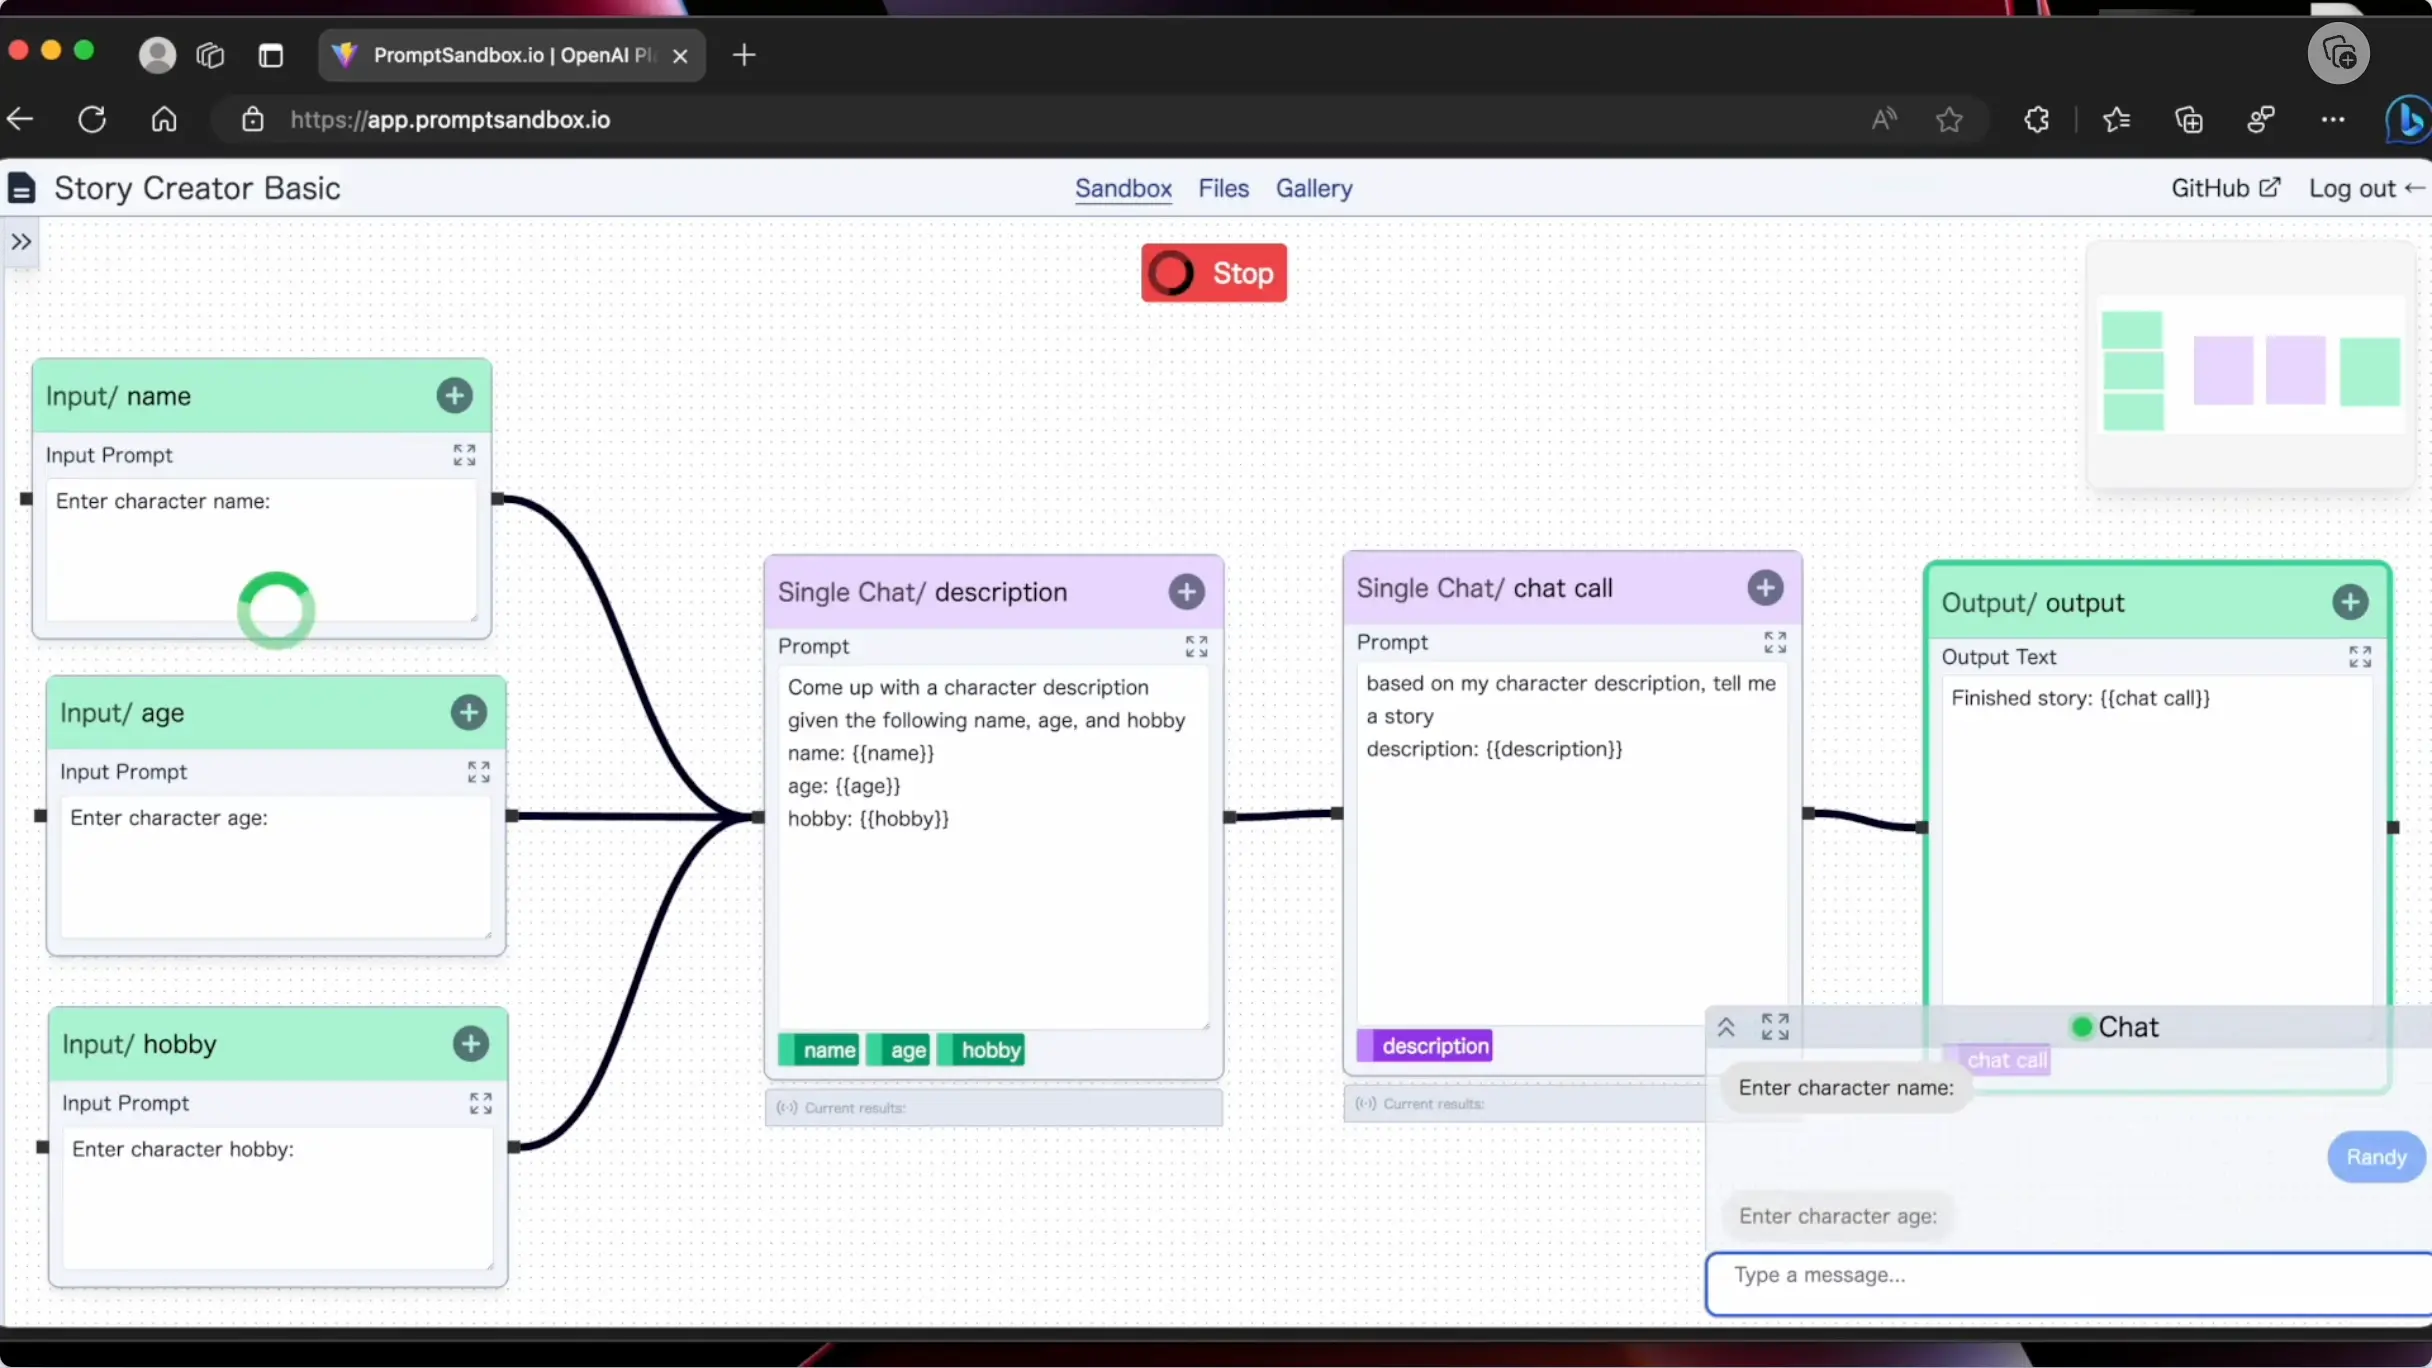 PromptSandbox.io | OpenAI Pl
https://app.promptsandbox.io
Story Creator Basic
Sandbox
Files
Gallery
GitHub
Log out
Stop
Input/ name
Input Prompt
Enter character name:
Input/ age
Input Prompt
Enter character age:
Input/ hobby
Input Prompt
Enter character hobby:
Single Chat/ description
Prompt
Come up with a character description
given the following name, age, and hobby
name: {{name}}
age: {{age}}
hobby: {{hobby}}
name
age
hobby
Current results:
Single Chat/ chat call
Prompt
based on my character description, tell me
a story
description: {{description}}
description
Current results:
Output/ output
Output Text
Finished story: {{chat call}}
chat call
Chat
Enter character name:
Randy
Enter character age:
Type a message...